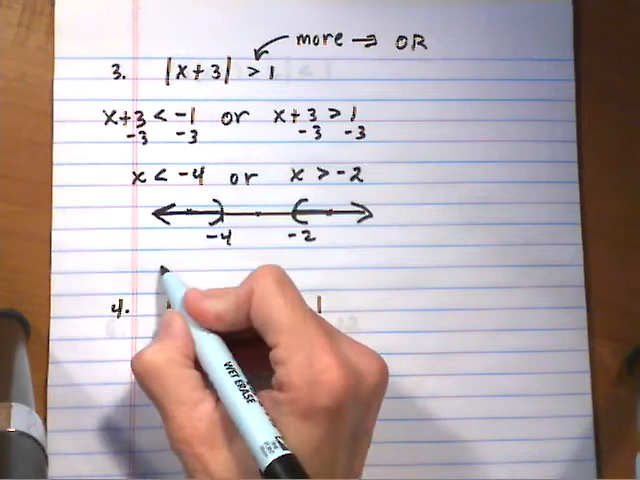 more → OR
3. |x+3| > 1
x+3 < -1 or x+3 > 1
-3 -3 -3 -3
x < -4 or x > -2
-4 -2
4.
WET ERASE